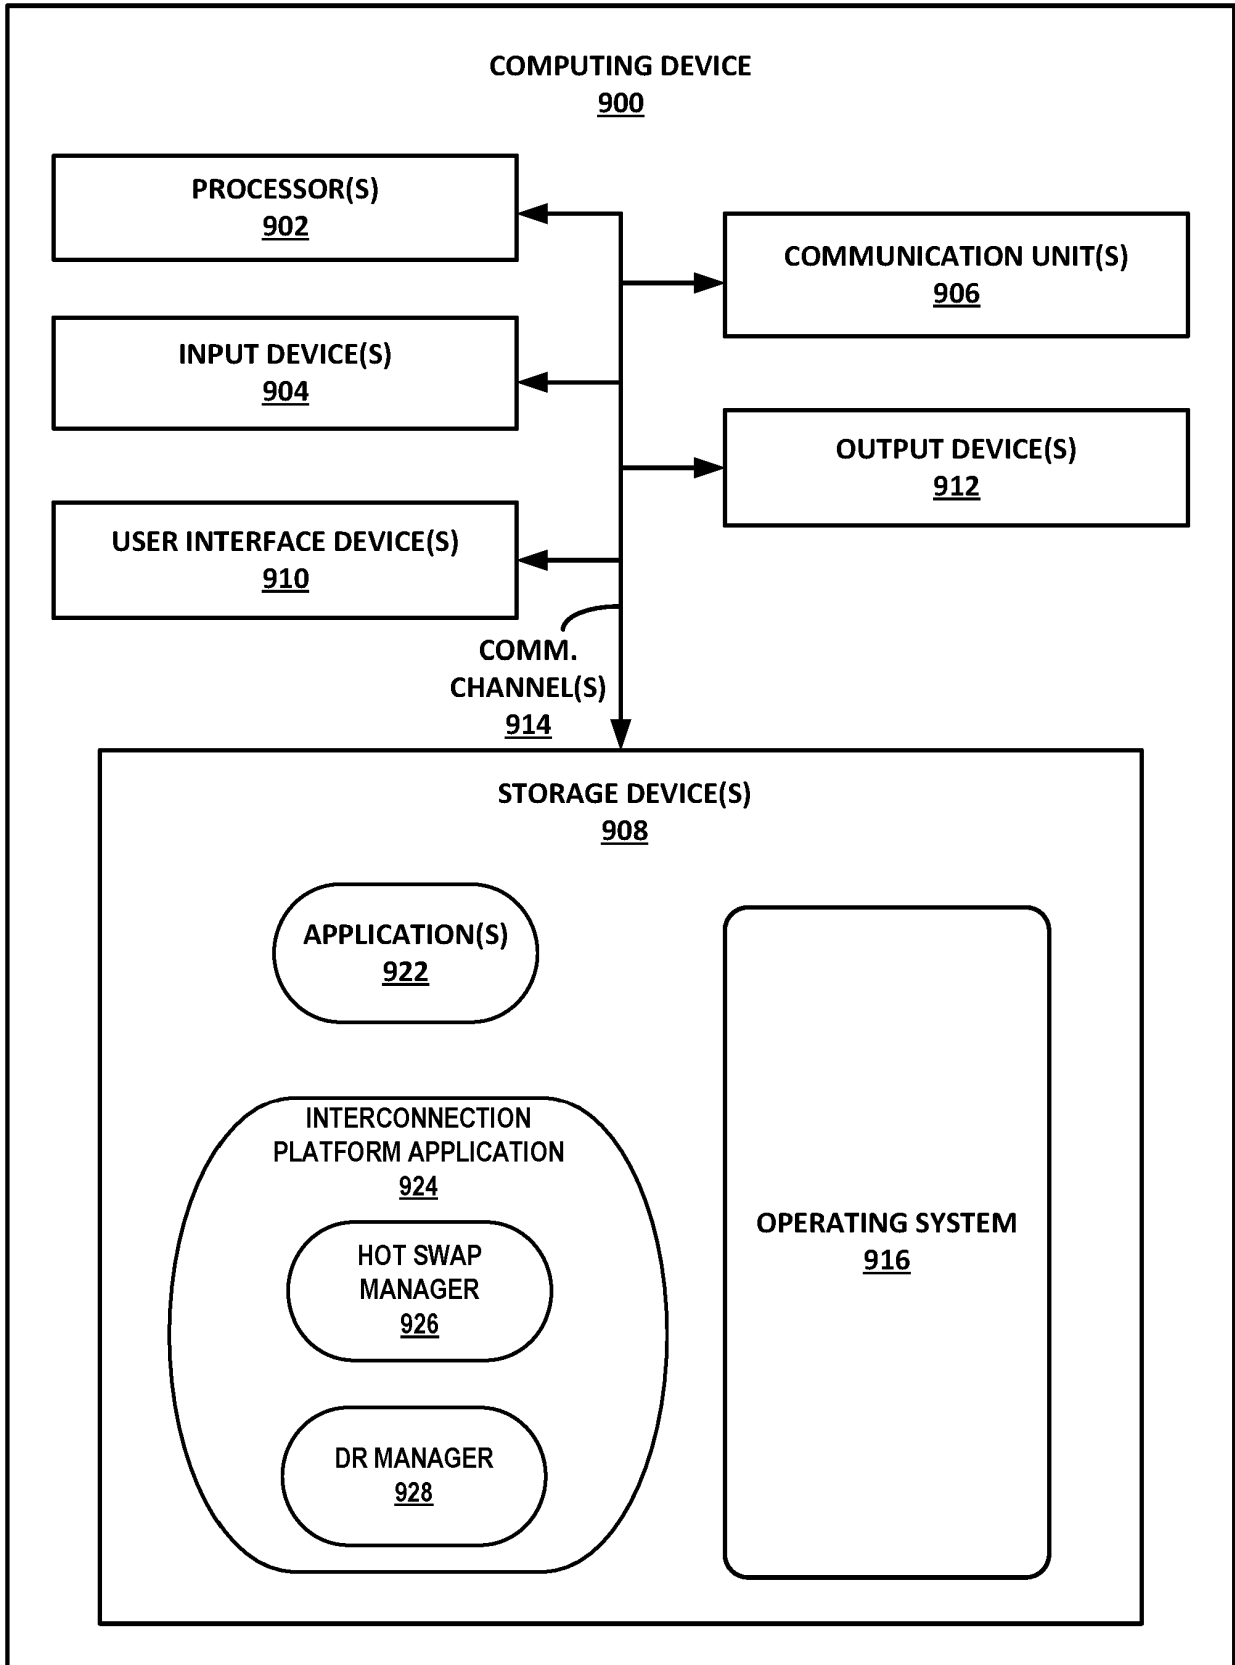 COMPUTING DEVICE
900
PROCESSOR(S)
902
COMMUNICATION UNIT(S)
906
INPUT DEVICE(S)
904
OUTPUT DEVICE(S)
912
USER INTERFACE DEVICE(S)
910
COMM.
CHANNEL(S)
914
STORAGE DEVICE(S)
908
APPLICATION(S)
922
INTERCONNECTION
PLATFORM APPLICATION
924
HOT SWAP
MANAGER
926
DR MANAGER
928
OPERATING SYSTEM
916